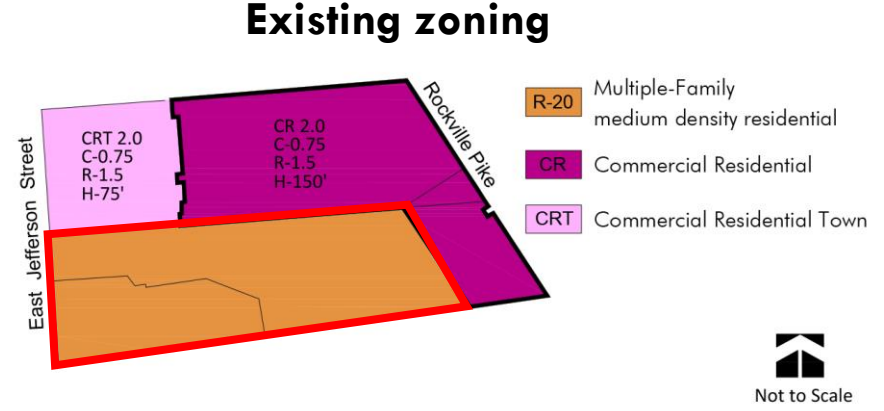 Existing zoning
East Jefferson Street
CRT 2.0
C-0.75
R-1.5
H-75'
CR 2.0
C-0.75
R-1.5
H-150'
Rockville Pike
R-20
Multiple-Family
medium density residential
CR
Commercial Residential
CRT
Commercial Residential Town
Not to Scale